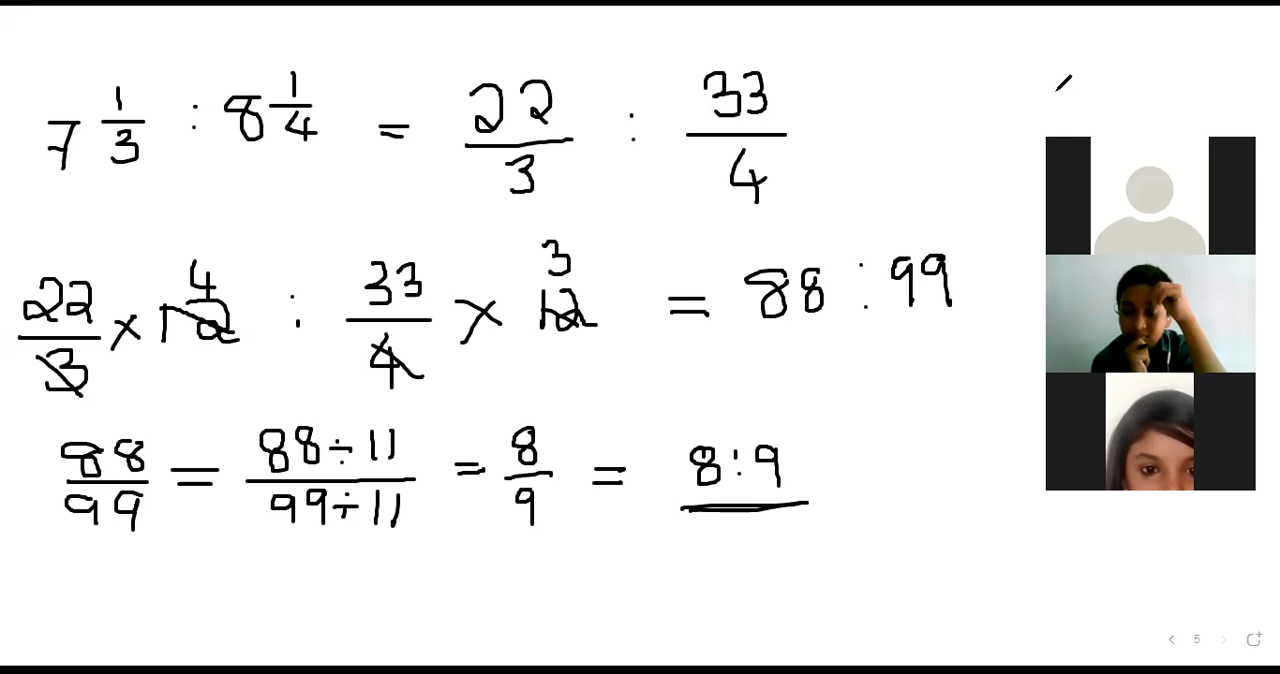 7 1/3 : 8 1/4 = 22/3 : 33/4
22/3 × 12 4 : 33/4 × 12 3 = 88 : 99
88/99 = 88÷11/99÷11 = 8/9 = 8:9
< 5 >